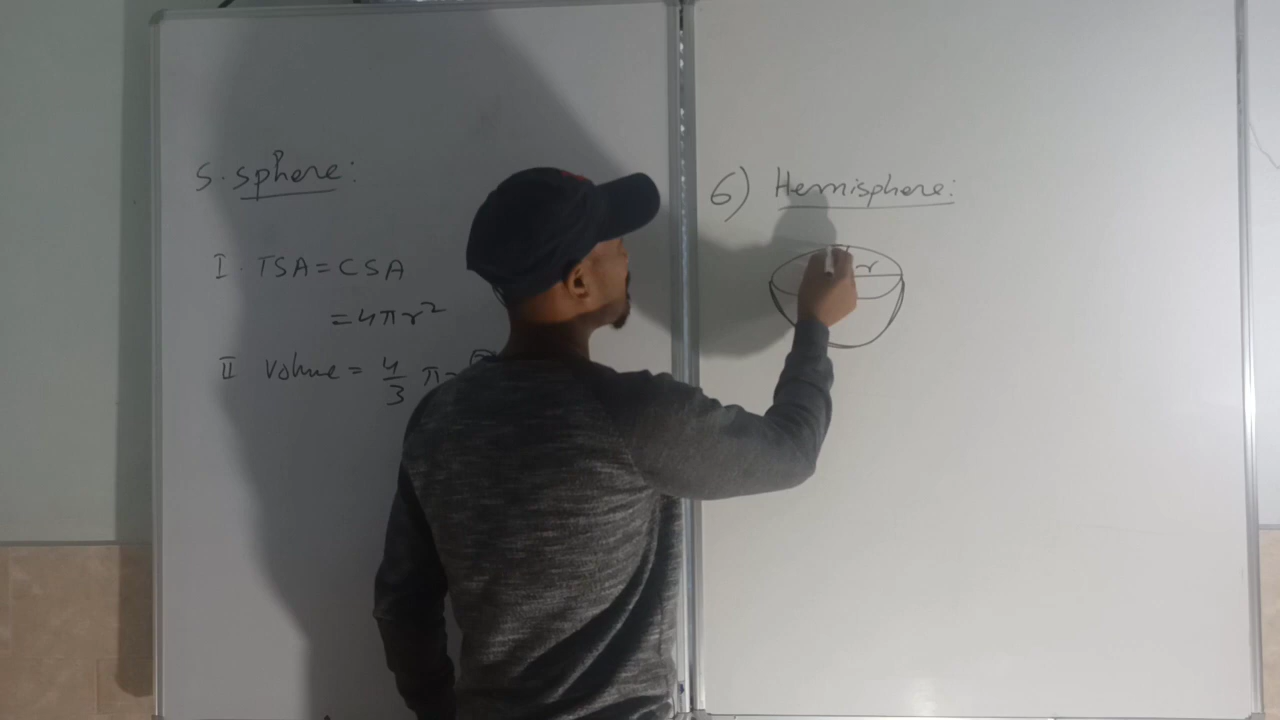 5. sphere:
I. TSA = CSA
= 4πr²
II Volume = 4/3 π
6) Hemisphere:
r